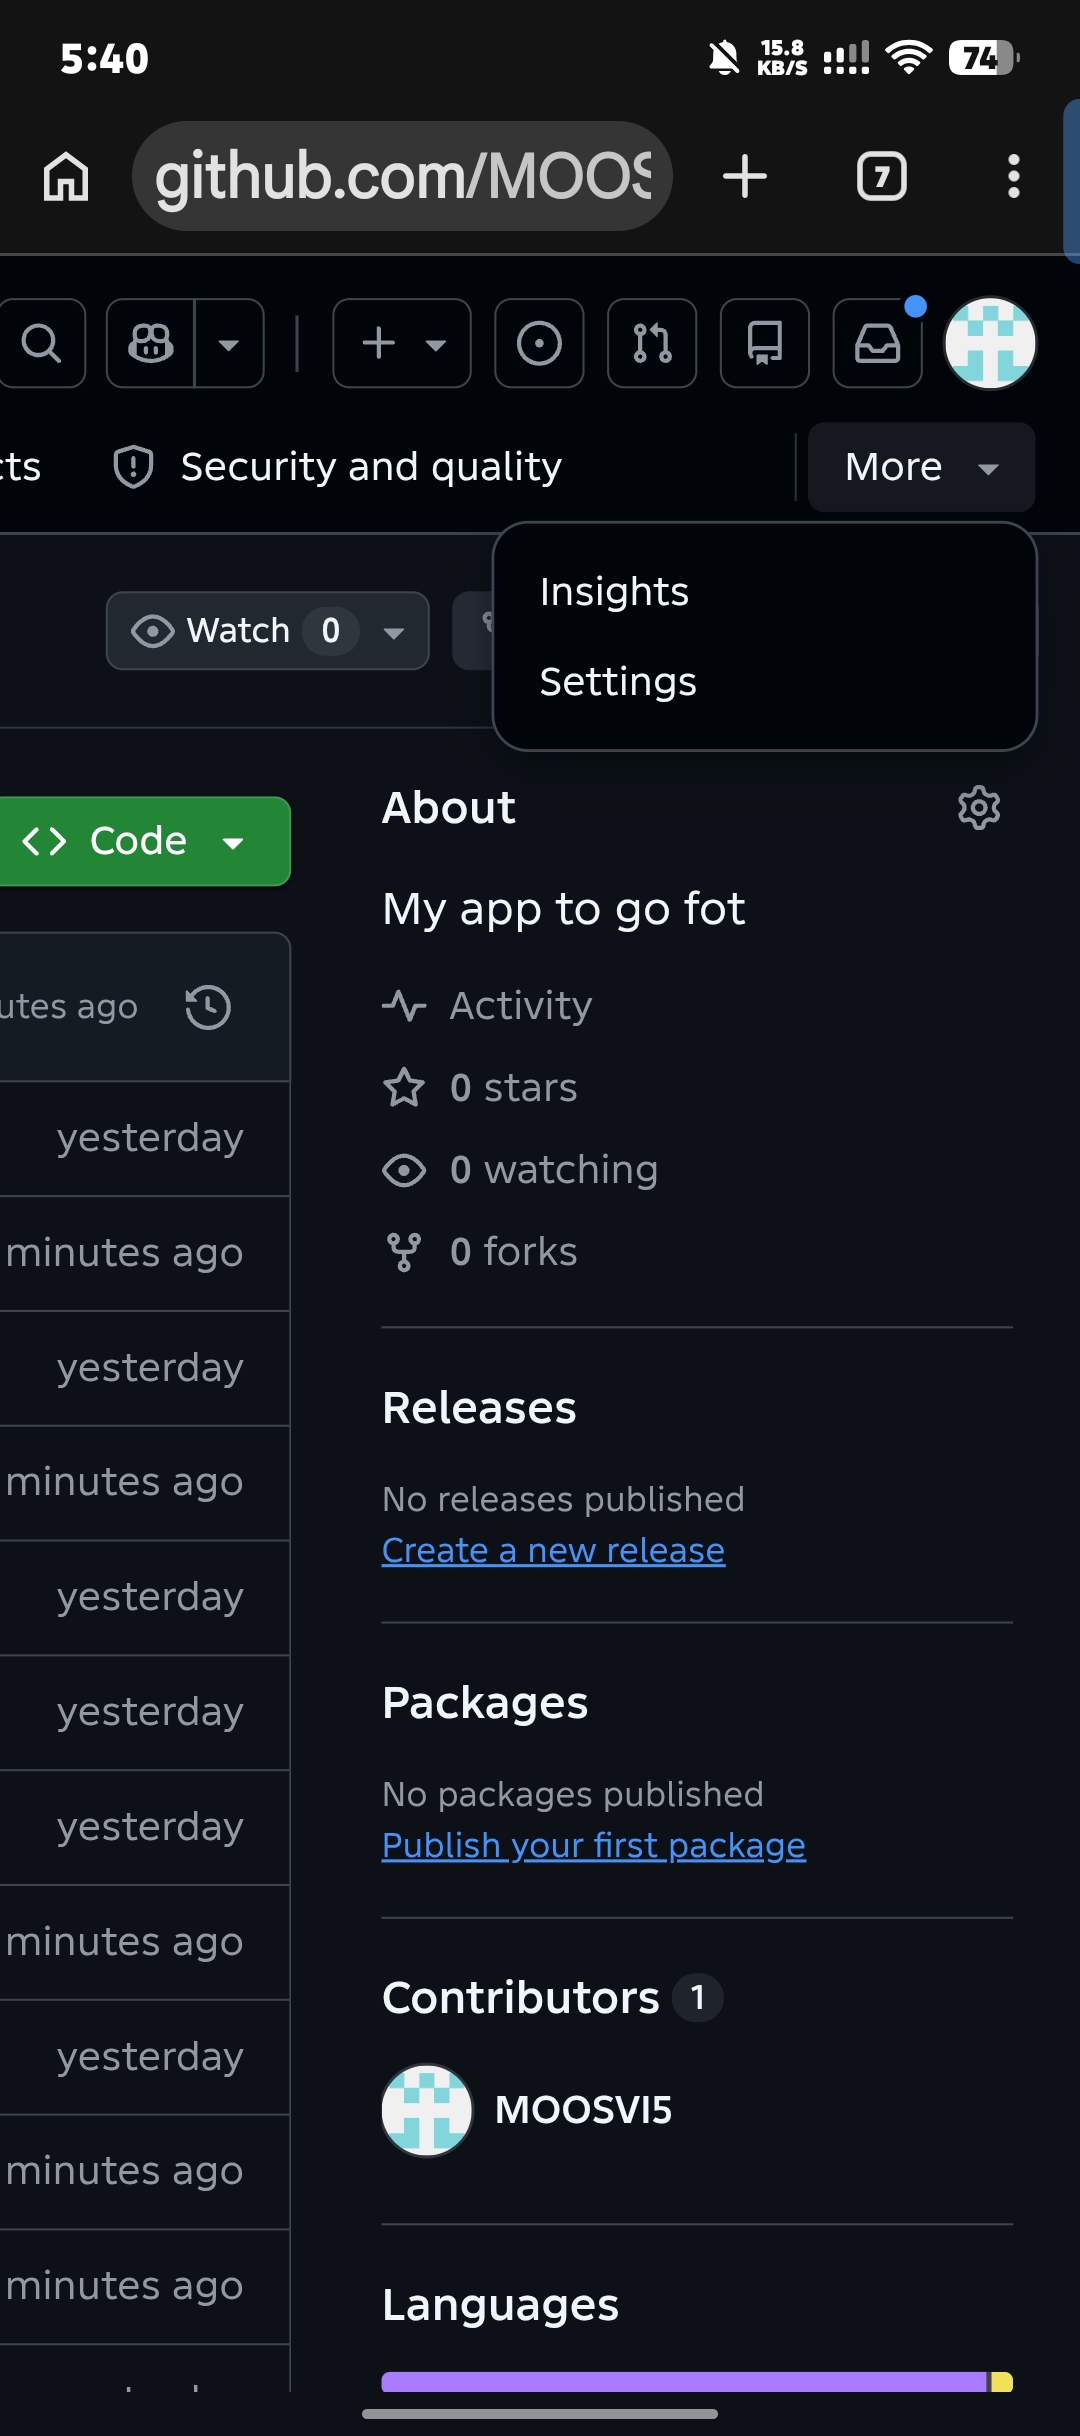 5:40
15.8
KB/S
74
github.com/MOOS
7
cts
Security and quality
More
Insights
Settings
Watch 0
Code
About
My app to go fot
utes ago
Activity
0 stars
yesterday
0 watching
minutes ago
0 forks
yesterday
Releases
minutes ago
No releases published
Create a new release
yesterday
Packages
yesterday
No packages published
yesterday
Publish your first package
minutes ago
Contributors 1
yesterday
MOOSVI5
minutes ago
minutes ago
Languages